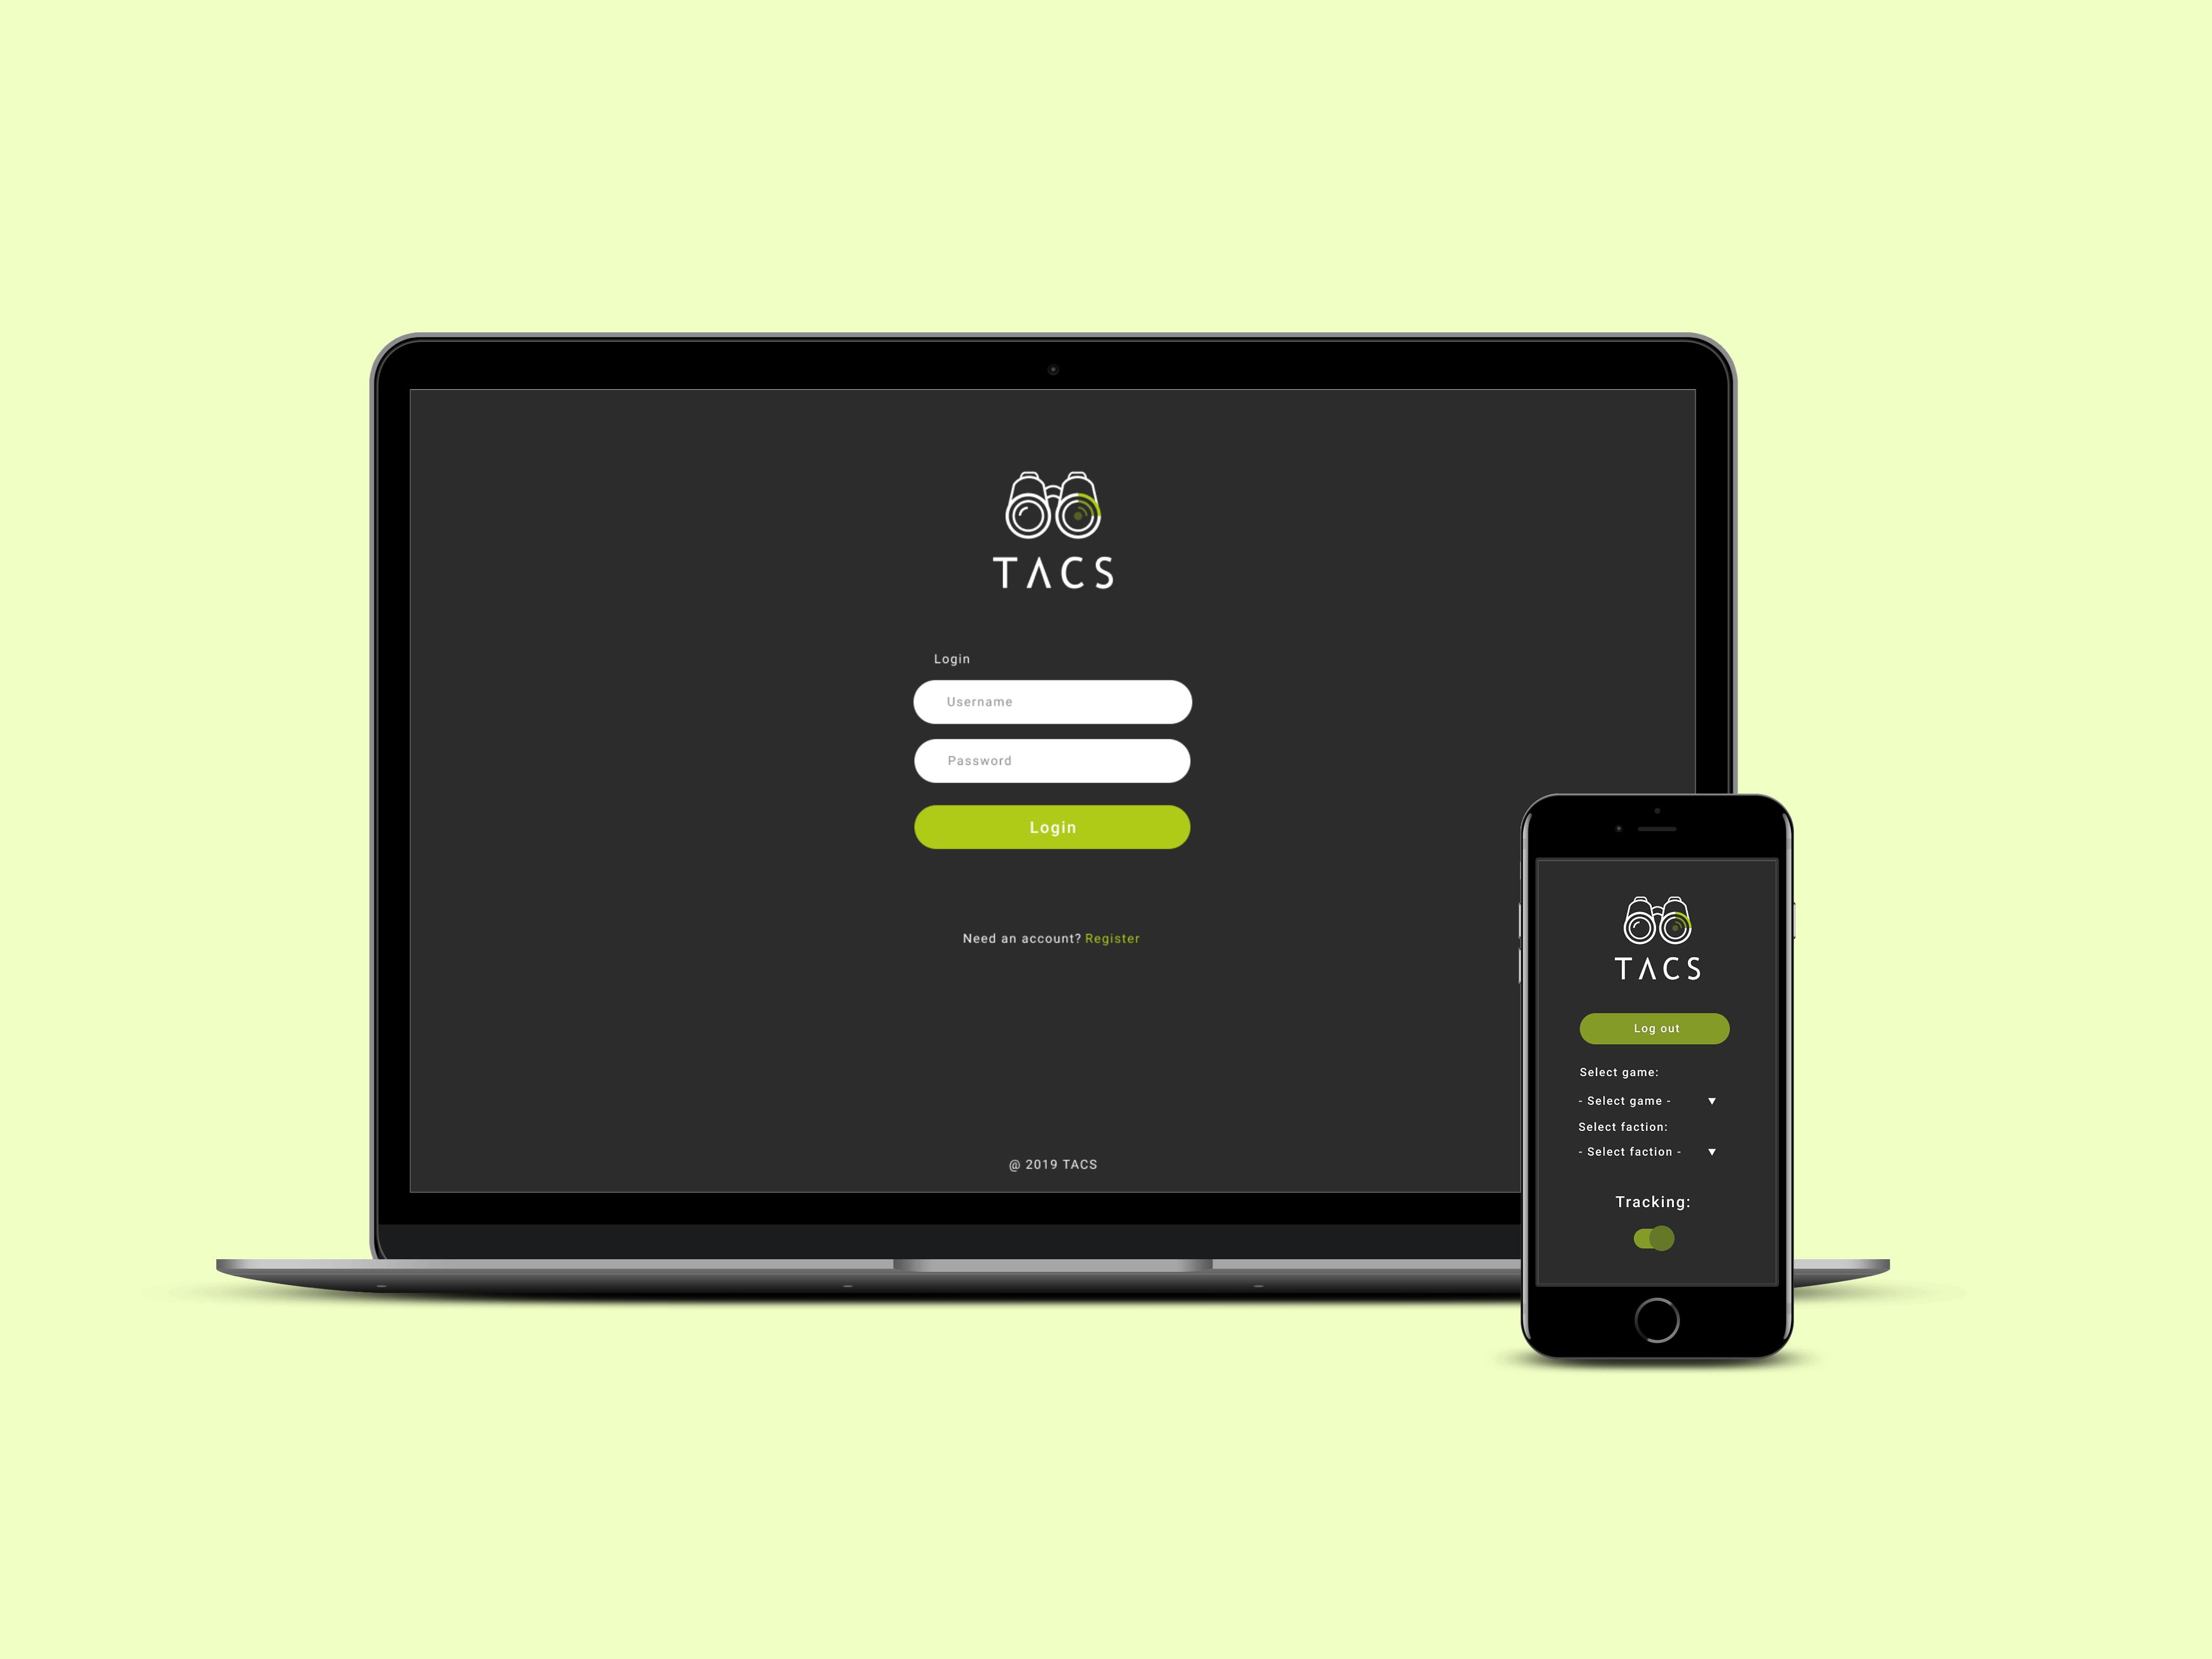 TACS
Login
Username
Password
Login
Need an account? Register
@ 2019 TACS
TACS
Log out
Select game:
- Select game - ▼
Select faction:
- Select faction - ▼
Tracking: